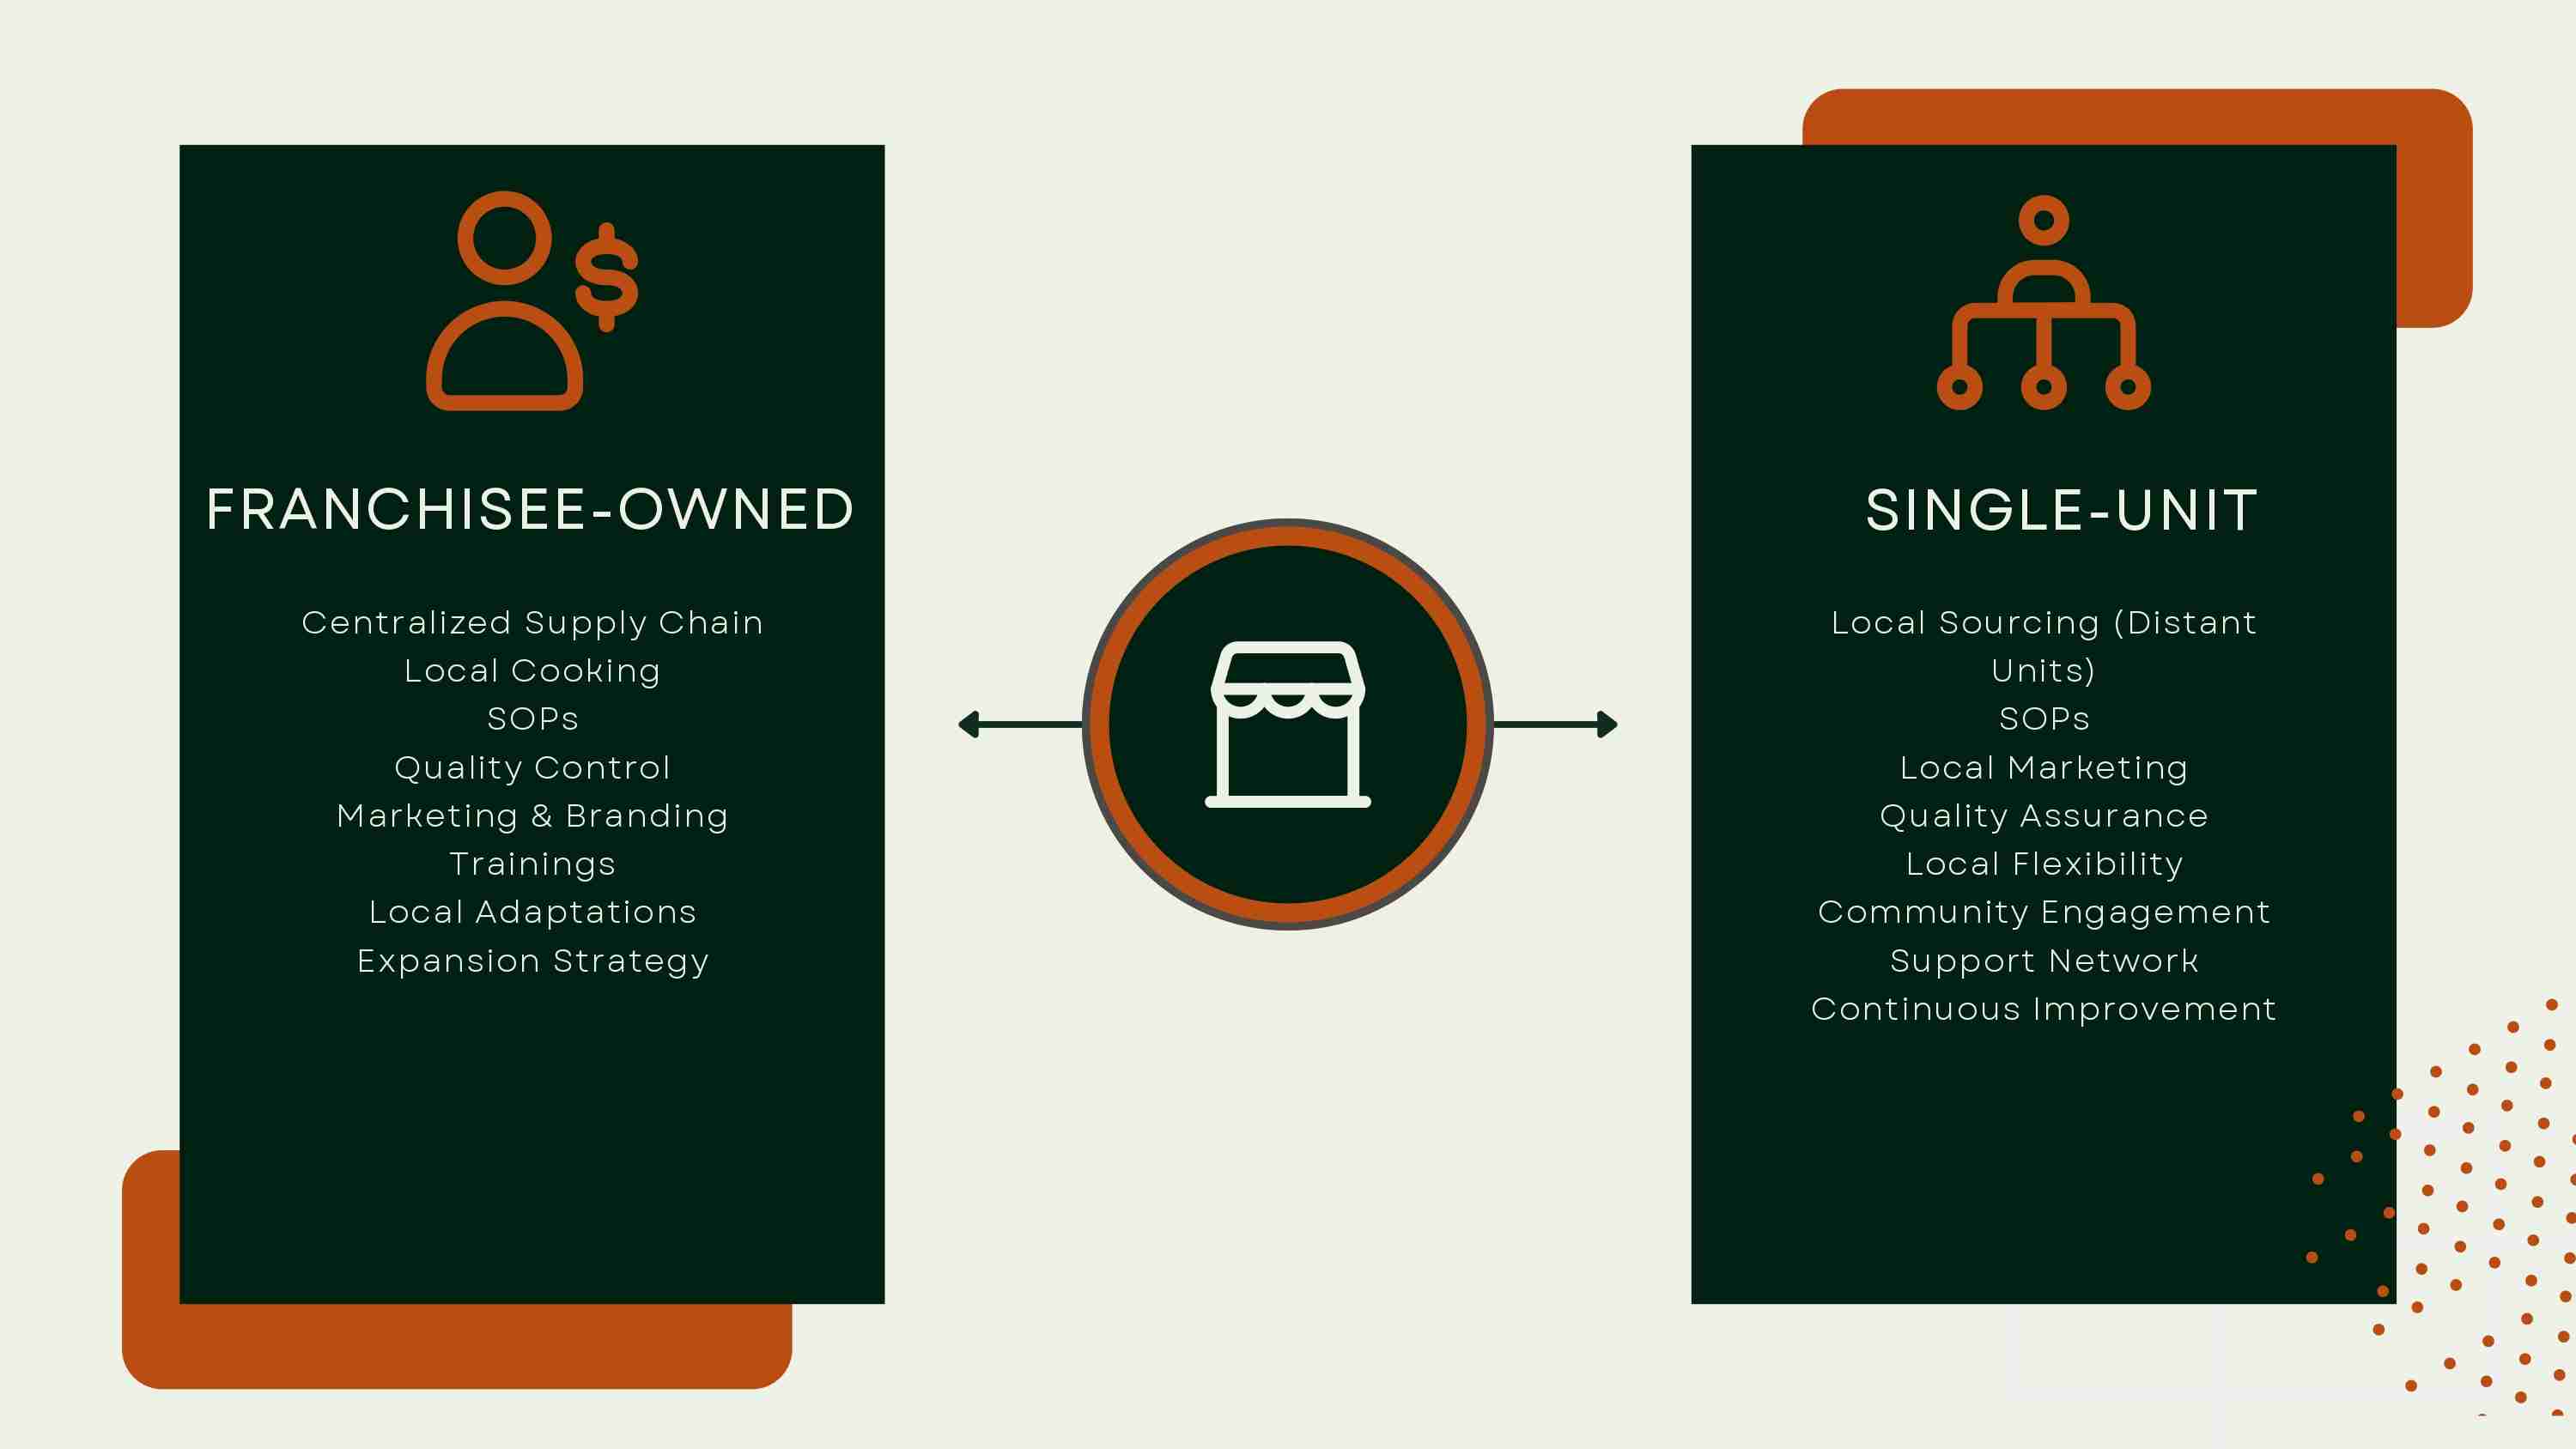 FRANCHISEE-OWNED
Centralized Supply Chain
Local Cooking
SOPs
Quality Control
Marketing & Branding
Trainings
Local Adaptations
Expansion Strategy
SINGLE-UNIT
Local Sourcing (Distant
Units)
SOPs
Local Marketing
Quality Assurance
Local Flexibility
Community Engagement
Support Network
Continuous Improvement